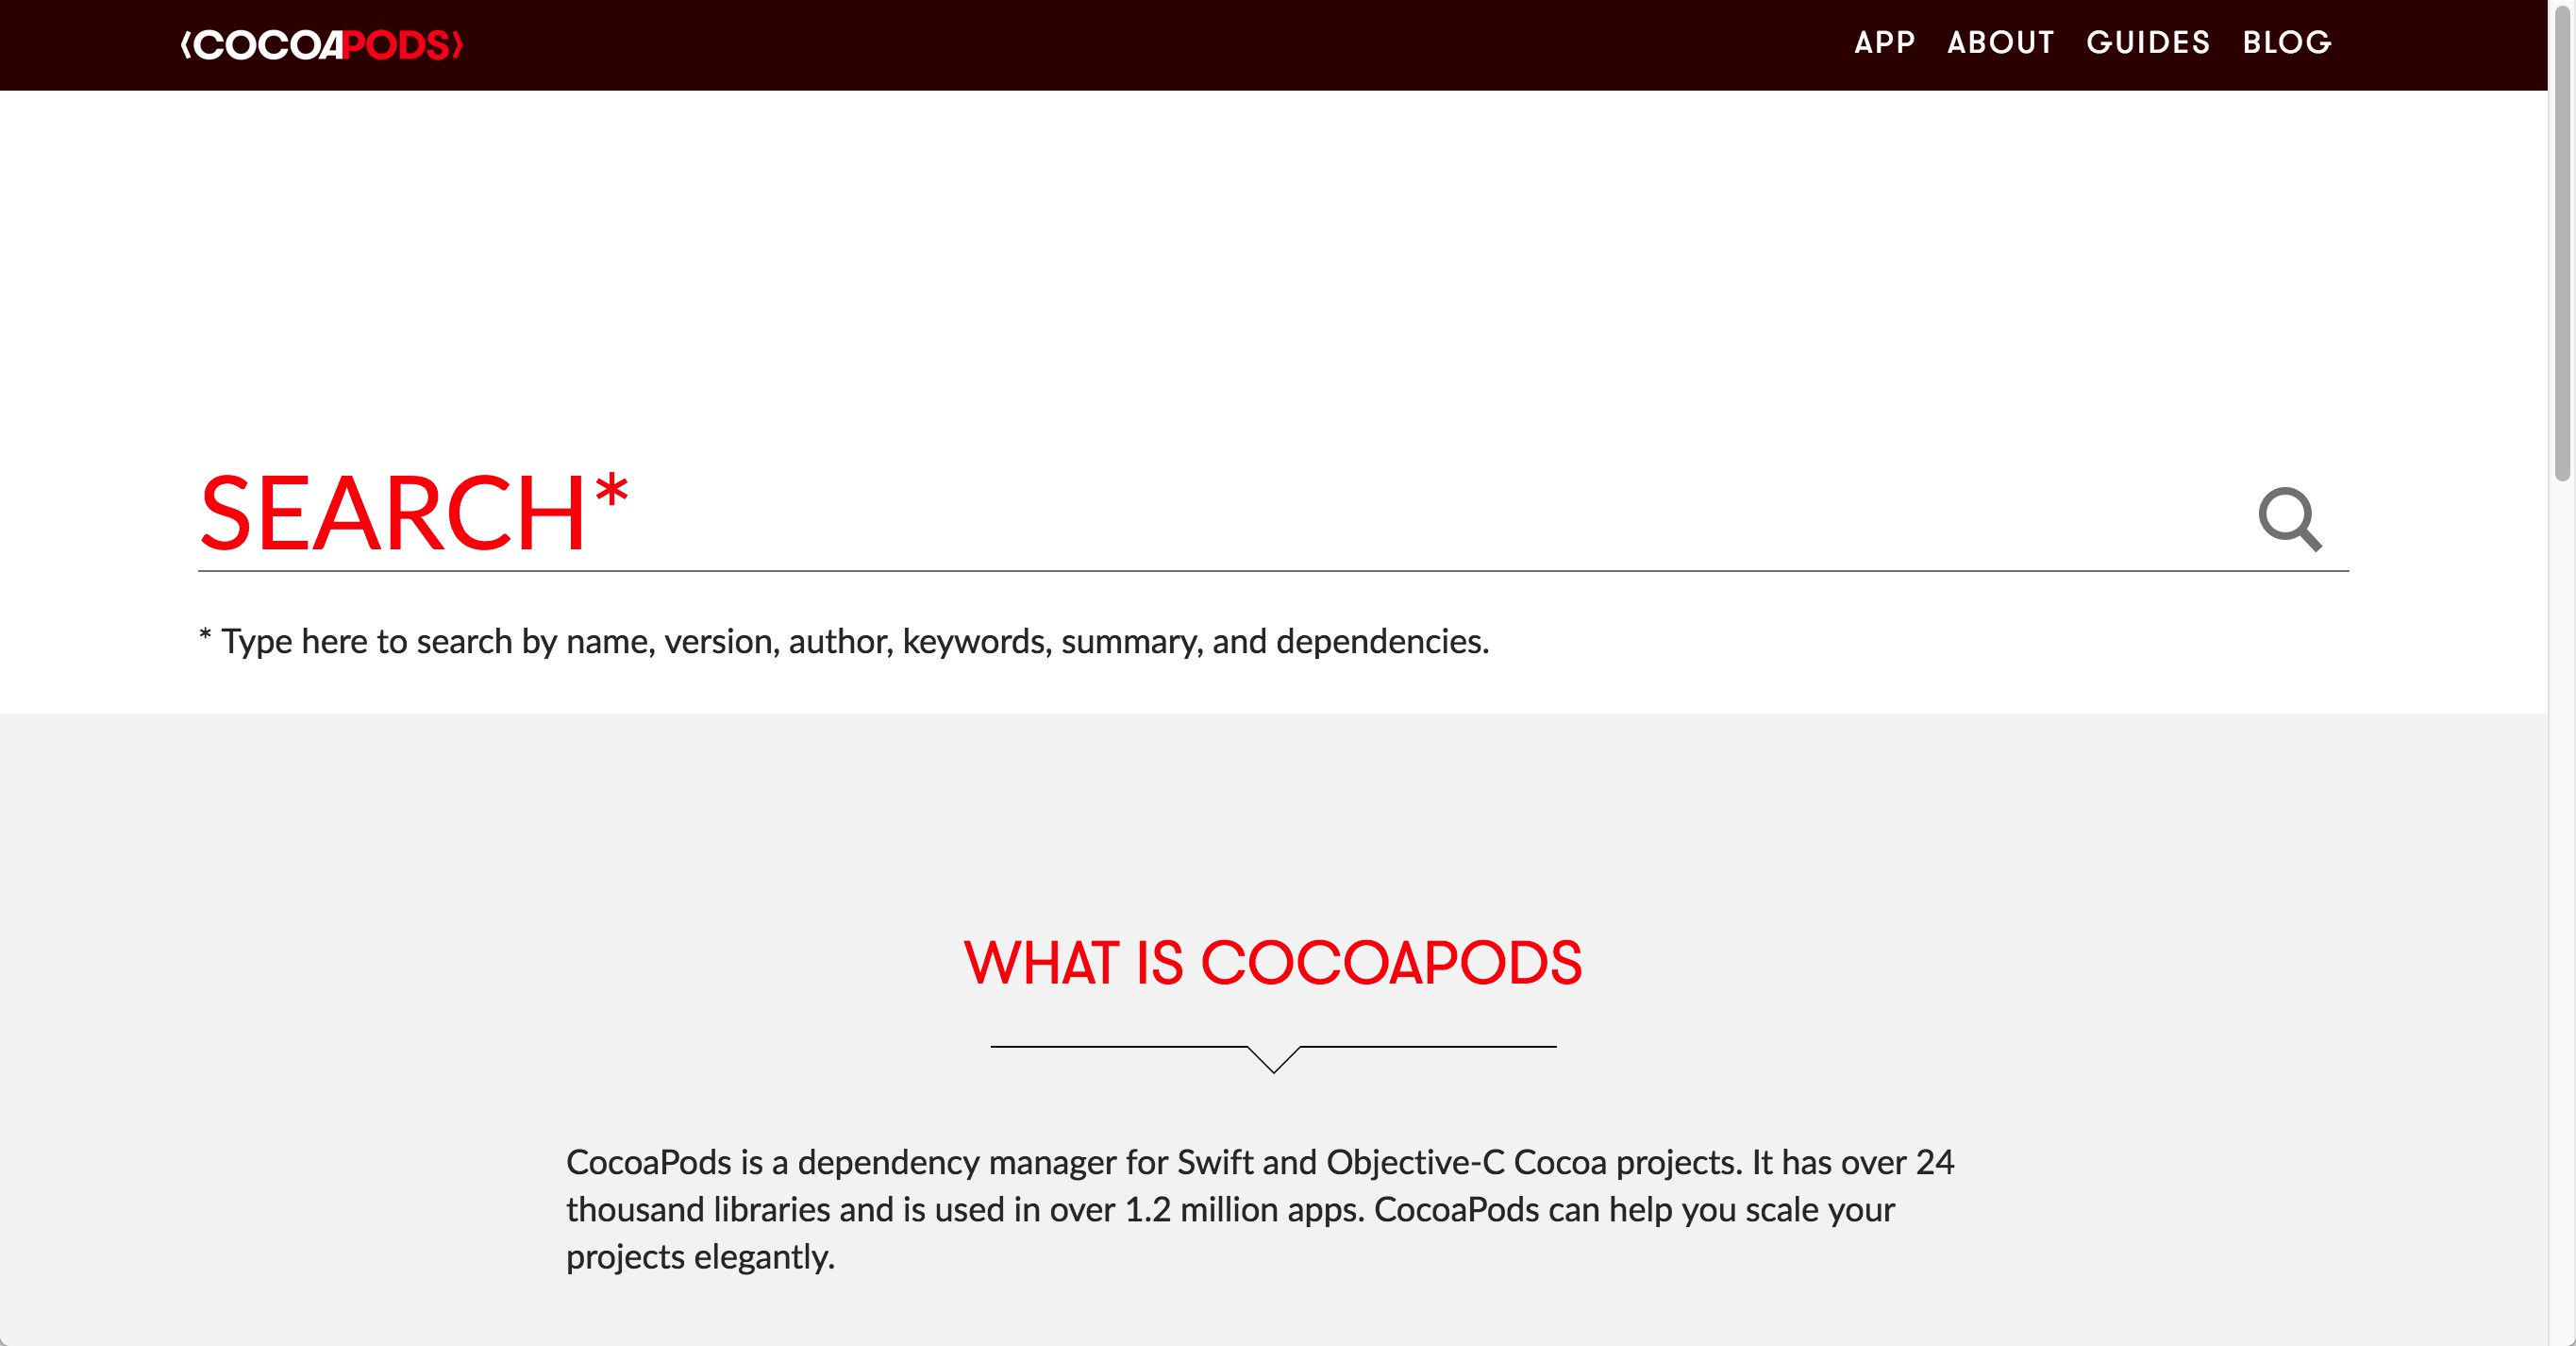 ⟨COCOAPODS⟩
APP ABOUT GUIDES BLOG
SEARCH*
* Type here to search by name, version, author, keywords, summary, and dependencies.
WHAT IS COCOAPODS
CocoaPods is a dependency manager for Swift and Objective-C Cocoa projects. It has over 24
thousand libraries and is used in over 1.2 million apps. CocoaPods can help you scale your
projects elegantly.